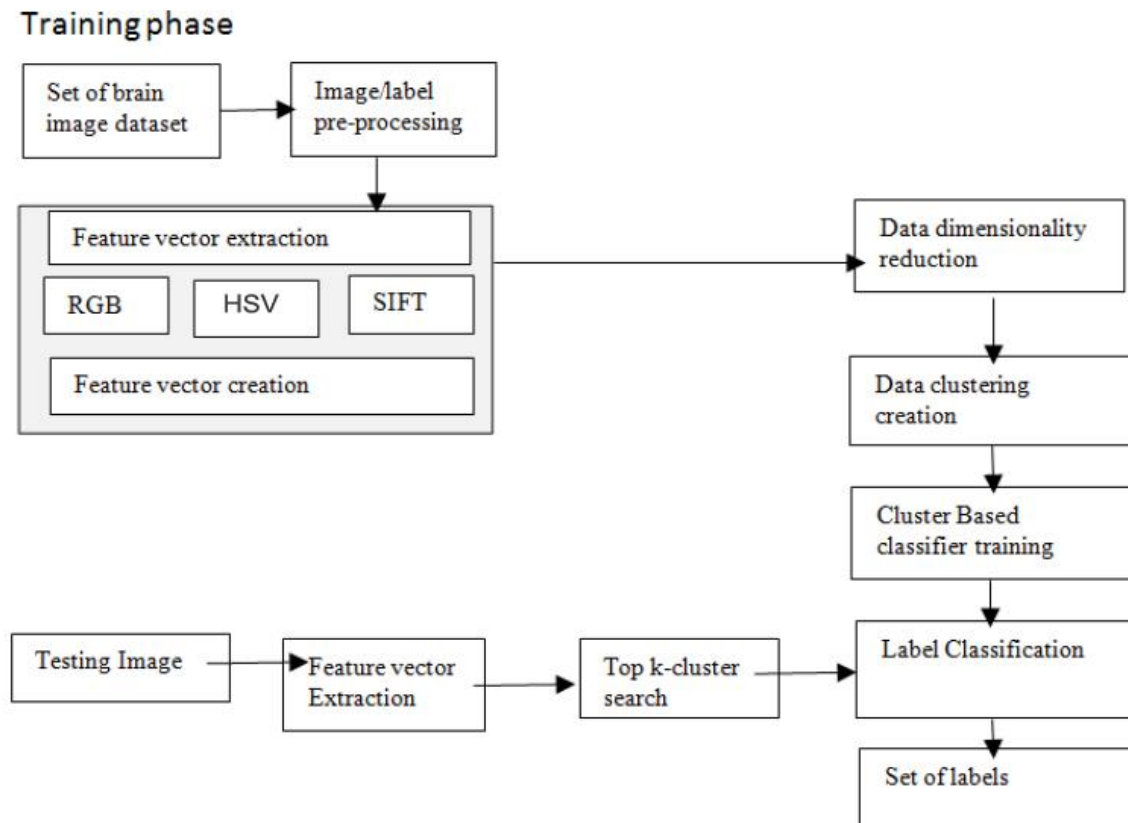 Training phase
Set of brain
image dataset
Image/label
pre-processing
Feature vector extraction
RGB
HSV
SIFT
Feature vector creation
Data dimensionality
reduction
Data clustering
creation
Cluster Based
classifier training
Testing Image
Feature vector
Extraction
Top k-cluster
search
Label Classification
Set of labels